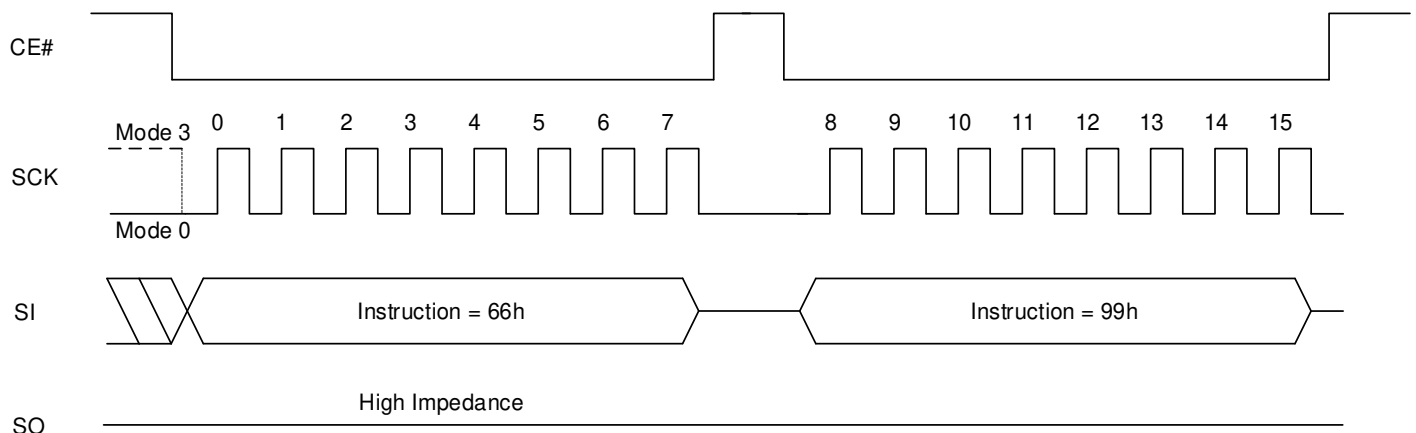 CE#
Mode 3 0 1 2 3 4 5 6 7 8 9 10 11 12 13 14 15
SCK
Mode 0
SI Instruction = 66h Instruction = 99h
High Impedance
SO